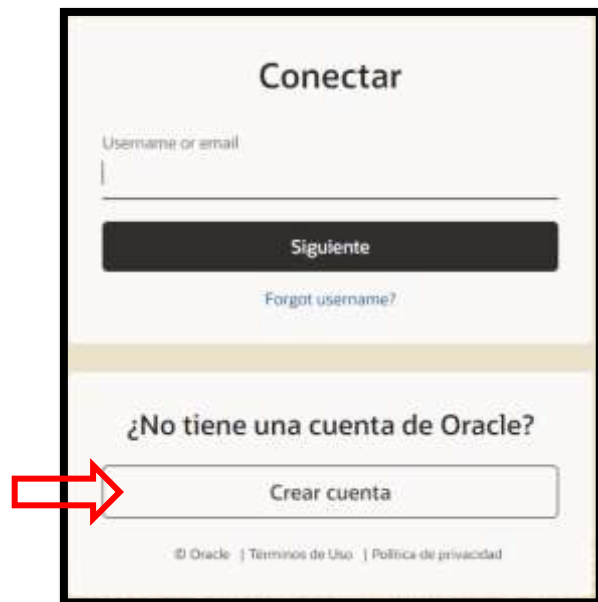 Conectar
Username or email
Siguiente
Forgot username?
¿No tiene una cuenta de Oracle?
Crear cuenta
© Oracle | Términos de Uso | Política de privacidad